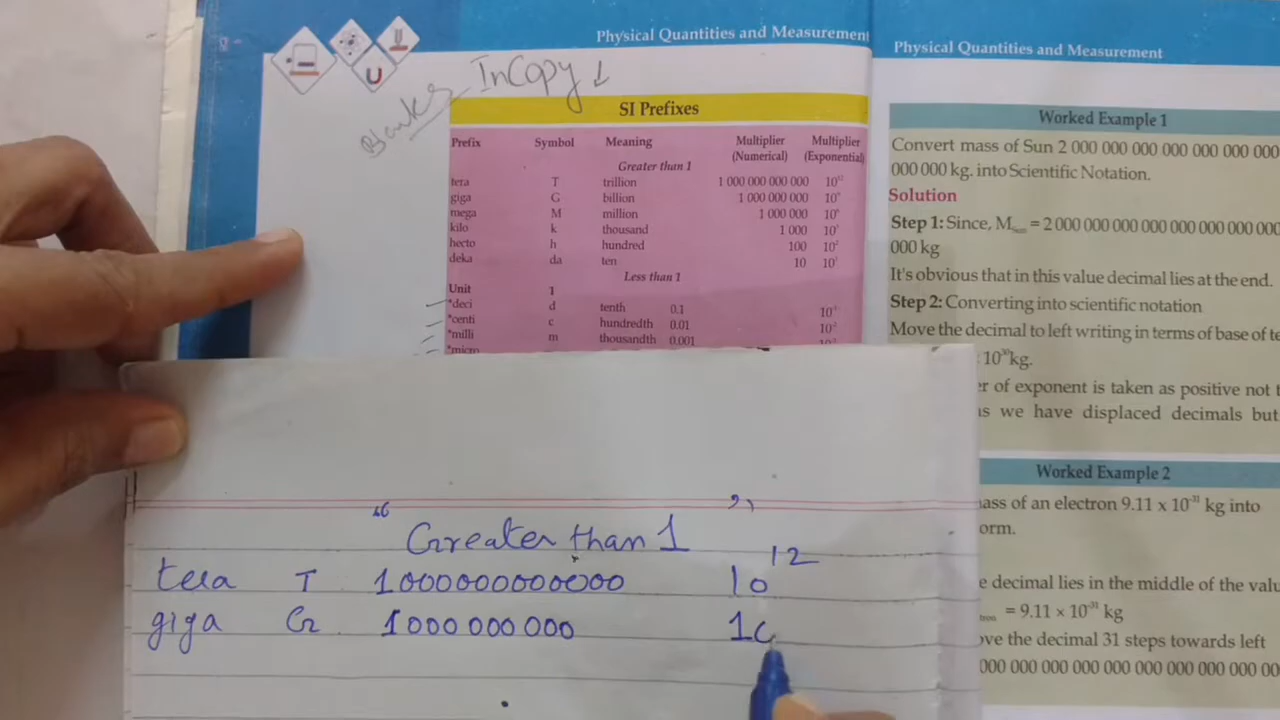 Physical Quantities and Measurement
Blanks InCopy ↓
SI Prefixes
Prefix Symbol Meaning Multiplier (Numerical) Multiplier (Exponential)
Greater than 1
tera T trillion 1 000 000 000 000 10¹²
giga G billion 1 000 000 000 10⁹
mega M million 1 000 000 10⁶
kilo k thousand 1 000 10³
hecto h hundred 100 10²
deka da ten 10 10¹
Less than 1
Unit 1
*deci d tenth 0.1
*centi c hundredth 0.01
*milli m thousandth 0.001
*micro
Physical Quantities and Measurement
Worked Example 1
Convert mass of Sun 2 000 000 000 000 000 000 000
000 000 kg. into Scientific Notation.
Solution
Step 1: Since, M = 2 000 000 000 000 000 000 000 000
000 kg
It's obvious that in this value decimal lies at the end.
Step 2: Converting into scientific notation
Move the decimal to left writing in terms of base of te
10³⁰kg.
er of exponent is taken as positive not t
as we have displaced decimals but
Worked Example 2
ass of an electron 9.11 x 10⁻³¹ kg into
orm.
e decimal lies in the middle of the valu
= 9.11 × 10⁻³¹ kg
ove the decimal 31 steps towards left
000 000 000 000 000 000 000 000 000 00
“ Greater than 1 ”
tera T 1000000000000 10¹²
giga G 1000 000 000 10